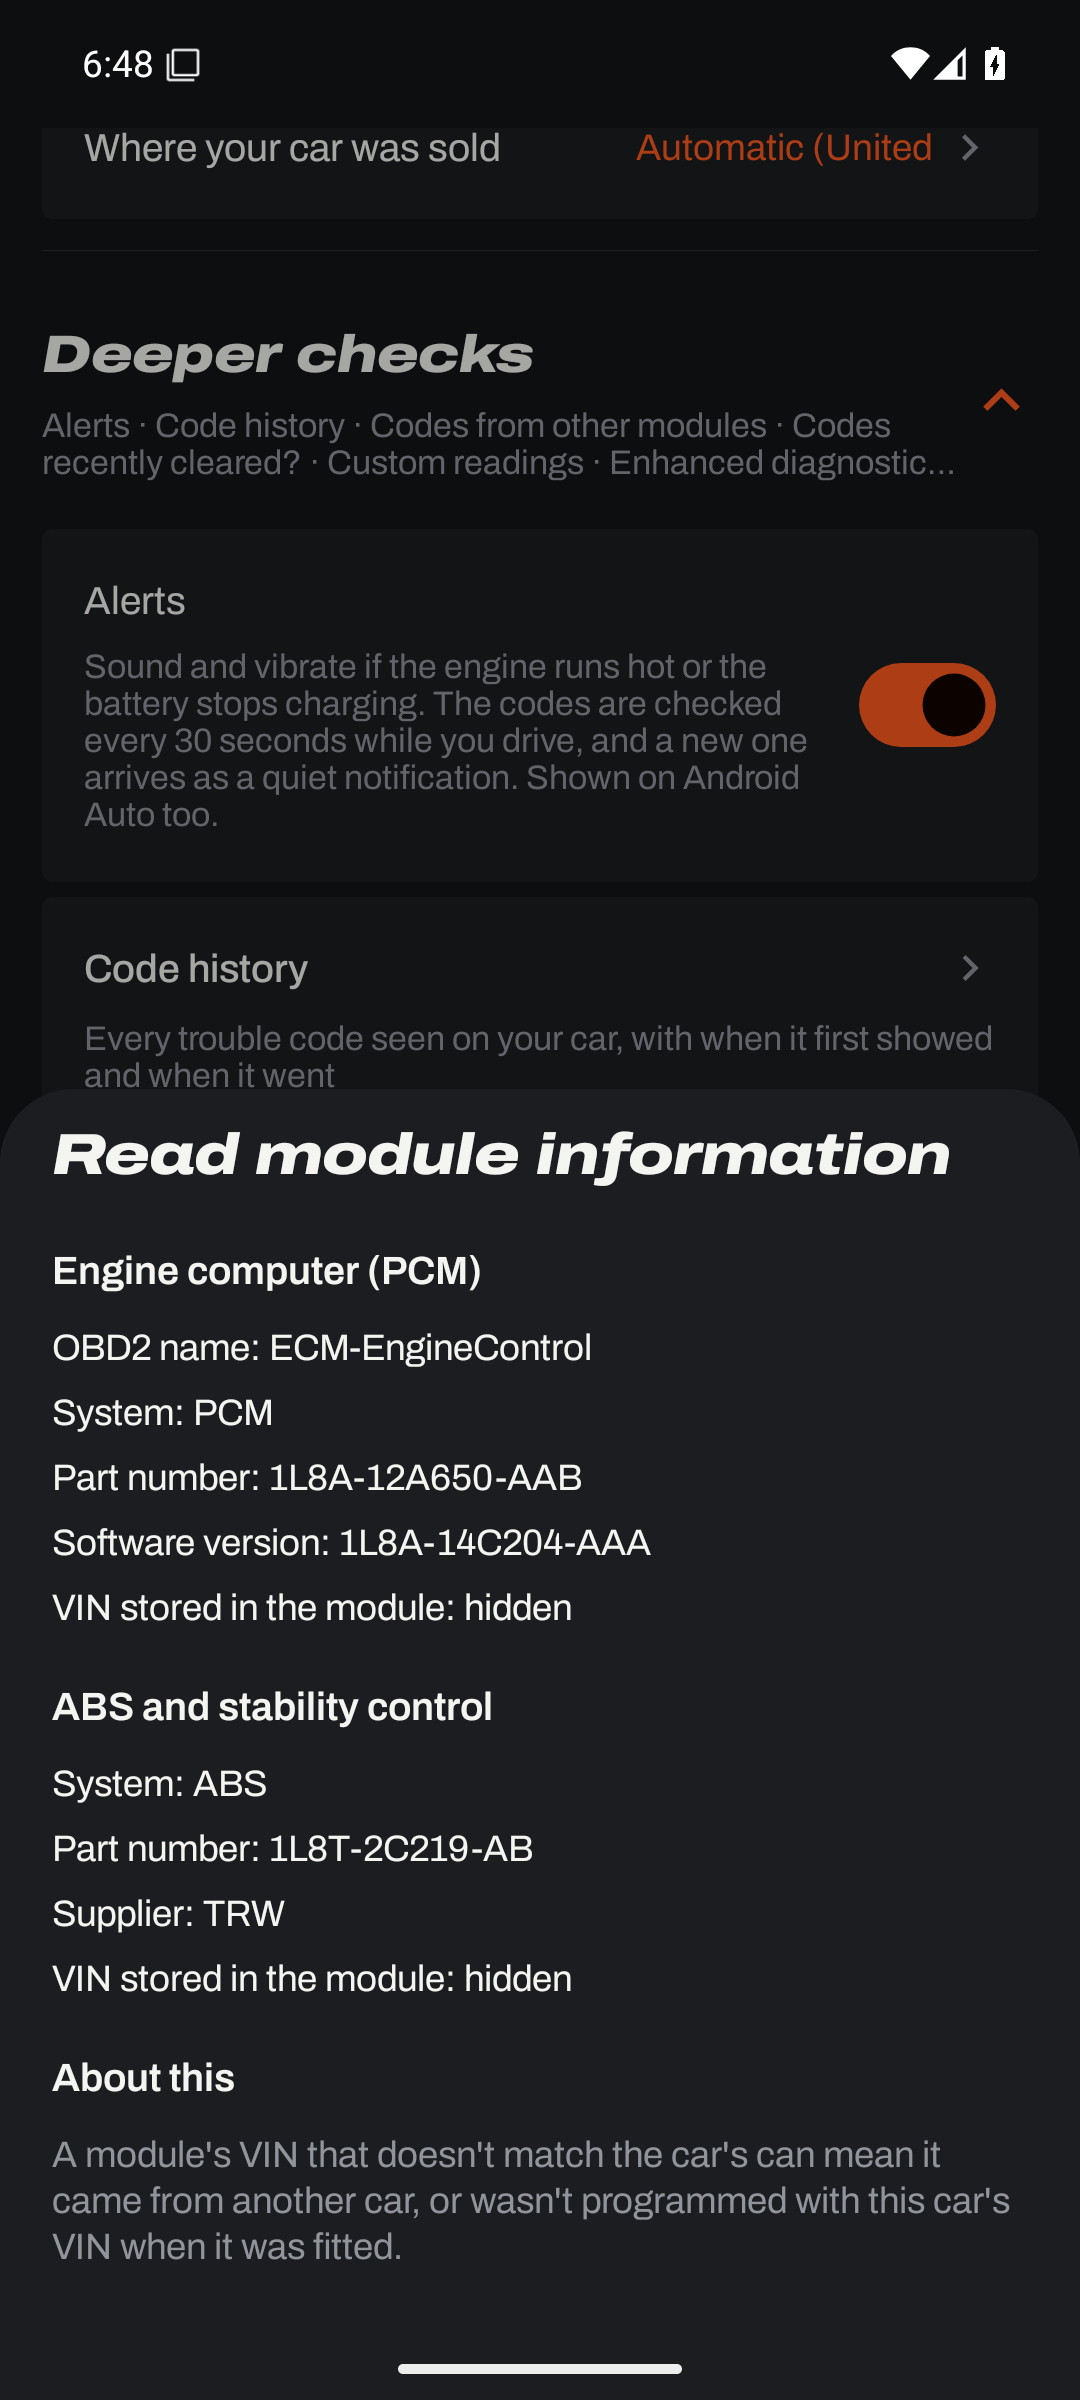 6:48
Where your car was sold
Automatic (United
Deeper checks
Alerts · Code history · Codes from other modules · Codes
recently cleared? · Custom readings · Enhanced diagnostic...
Alerts
Sound and vibrate if the engine runs hot or the
battery stops charging. The codes are checked
every 30 seconds while you drive, and a new one
arrives as a quiet notification. Shown on Android
Auto too.
Code history
Every trouble code seen on your car, with when it first showed
and when it went
Read module information
Engine computer (PCM)
OBD2 name: ECM-EngineControl
System: PCM
Part number: 1L8A-12A650-AAB
Software version: 1L8A-14C204-AAA
VIN stored in the module: hidden
ABS and stability control
System: ABS
Part number: 1L8T-2C219-AB
Supplier: TRW
VIN stored in the module: hidden
About this
A module's VIN that doesn't match the car's can mean it
came from another car, or wasn't programmed with this car's
VIN when it was fitted.